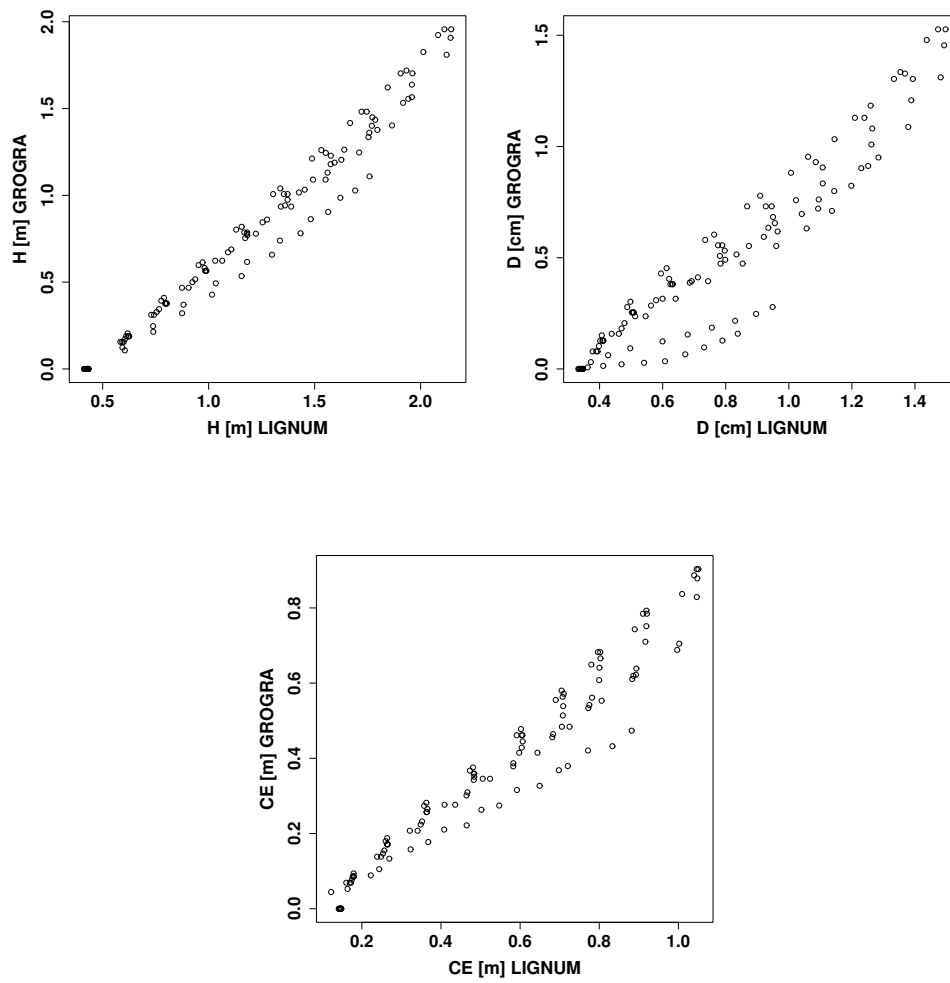 2.0
1.5
1.0
0.5
0.0
H [m] GROGRA
0.5 1.0 1.5 2.0
H [m] LIGNUM
1.5
1.0
0.5
0.0
D [cm] GROGRA
0.4 0.6 0.8 1.0 1.2 1.4
D [cm] LIGNUM
0.8
0.6
0.4
0.2
0.0
CE [m] GROGRA
0.2 0.4 0.6 0.8 1.0
CE [m] LIGNUM